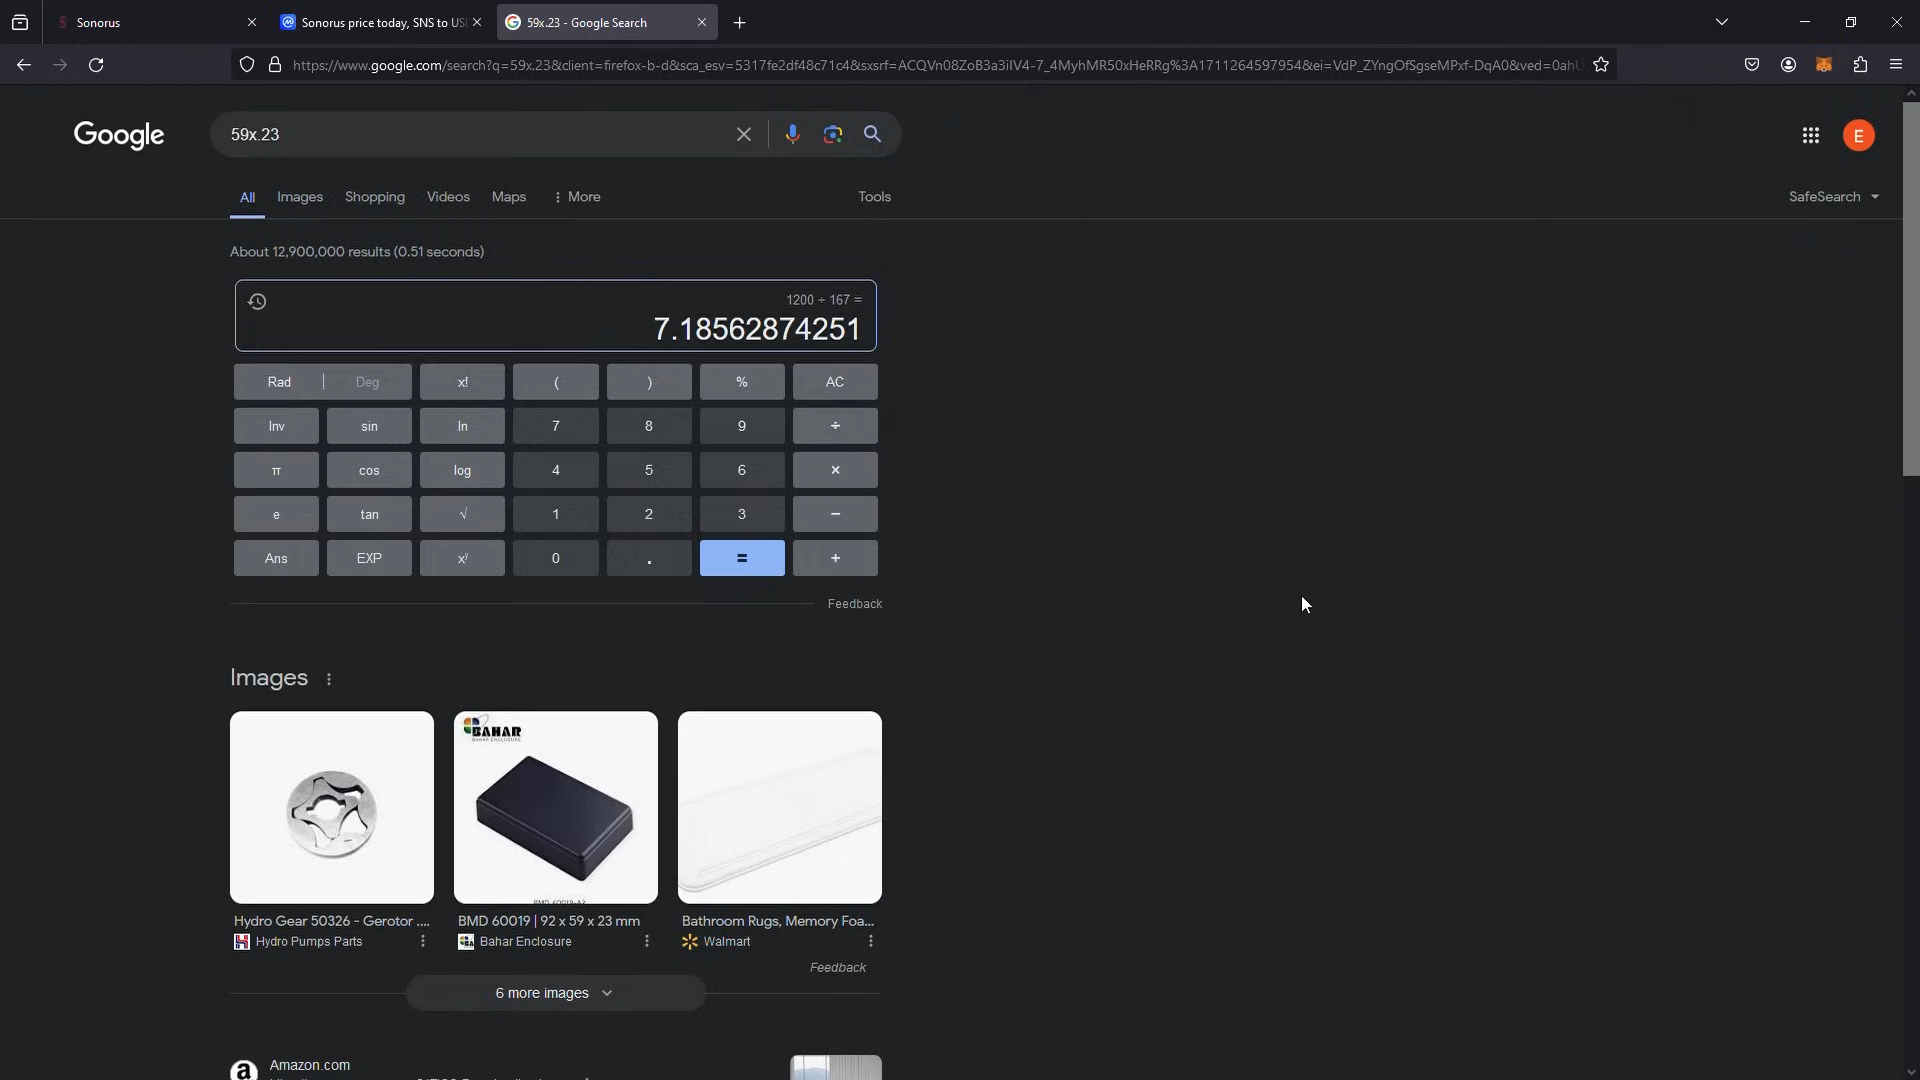 Sonorus
Sonorus price today, SNS to US
59x.23 - Google Search
https://www.google.com/search?q=59x.23&client=firefox-b-d&sca_esv=5317fe2df48c71c4&sxsrf=ACQVn08ZoB3a3iIV4-7_4MyhMR50xHeRRg%3A1711264597954&ei=VdP_ZYngOfSgseMPxf-DqA0&ved=0ahU
Google
59x.23
E
All
Images
Shopping
Videos
Maps
More
Tools
SafeSearch
About 12,900,000 results (0.51 seconds)
1200 ÷ 167 =
7.18562874251
Rad | Deg x! ( ) % AC
Inv sin ln 7 8 9 ÷
π cos log 4 5 6 ×
e tan √ 1 2 3 −
Ans EXP xʸ 0 . = +
Feedback
Images
BAHAR
BAHAR ENCLOSURE
Hydro Gear 50326 - Gerotor ....
Hydro Pumps Parts
BMD 60019 | 92 x 59 x 23 mm
Bahar Enclosure
Bathroom Rugs, Memory Foa...
Walmart
Feedback
6 more images
Amazon.com